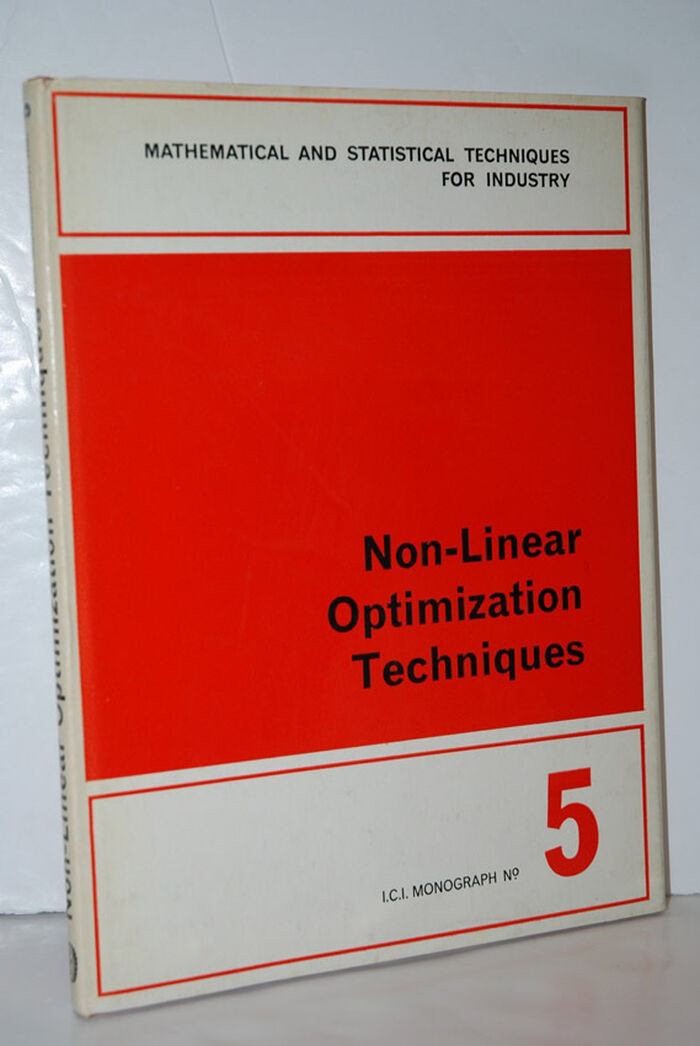 MATHEMATICAL AND STATISTICAL TECHNIQUES
FOR INDUSTRY
Non-Linear
Optimization
Techniques
I.C.I. MONOGRAPH Nº
5
Non-Linear Optimization Techniques